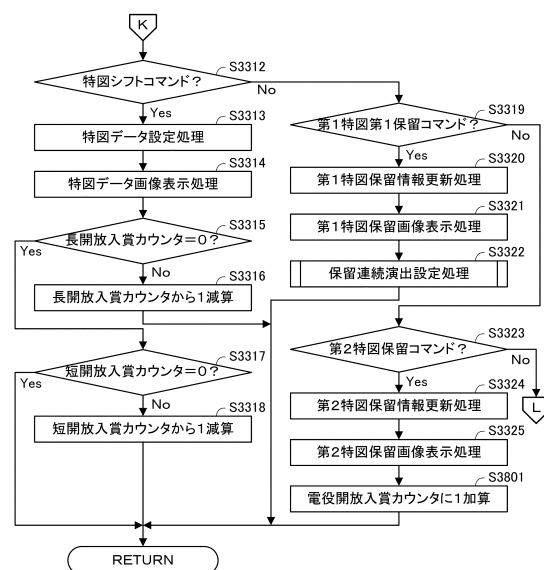 K
特図シフトコマンド？
S3312
Yes
No
特図データ設定処理
S3313
特図データ画像表示処理
S3314
長開放入賞カウンタ＝０？
S3315
Yes
No
長開放入賞カウンタから１減算
S3316
短開放入賞カウンタ＝０？
S3317
Yes
No
短開放入賞カウンタから１減算
S3318
第１特図第１保留コマンド？
S3319
Yes
No
第１特図保留情報更新処理
S3320
第１特図保留画像表示処理
S3321
保留連続演出設定処理
S3322
第２特図保留コマンド？
S3323
Yes
No
L
第２特図保留情報更新処理
S3324
第２特図保留画像表示処理
S3325
電役開放入賞カウンタに１加算
S3801
RETURN